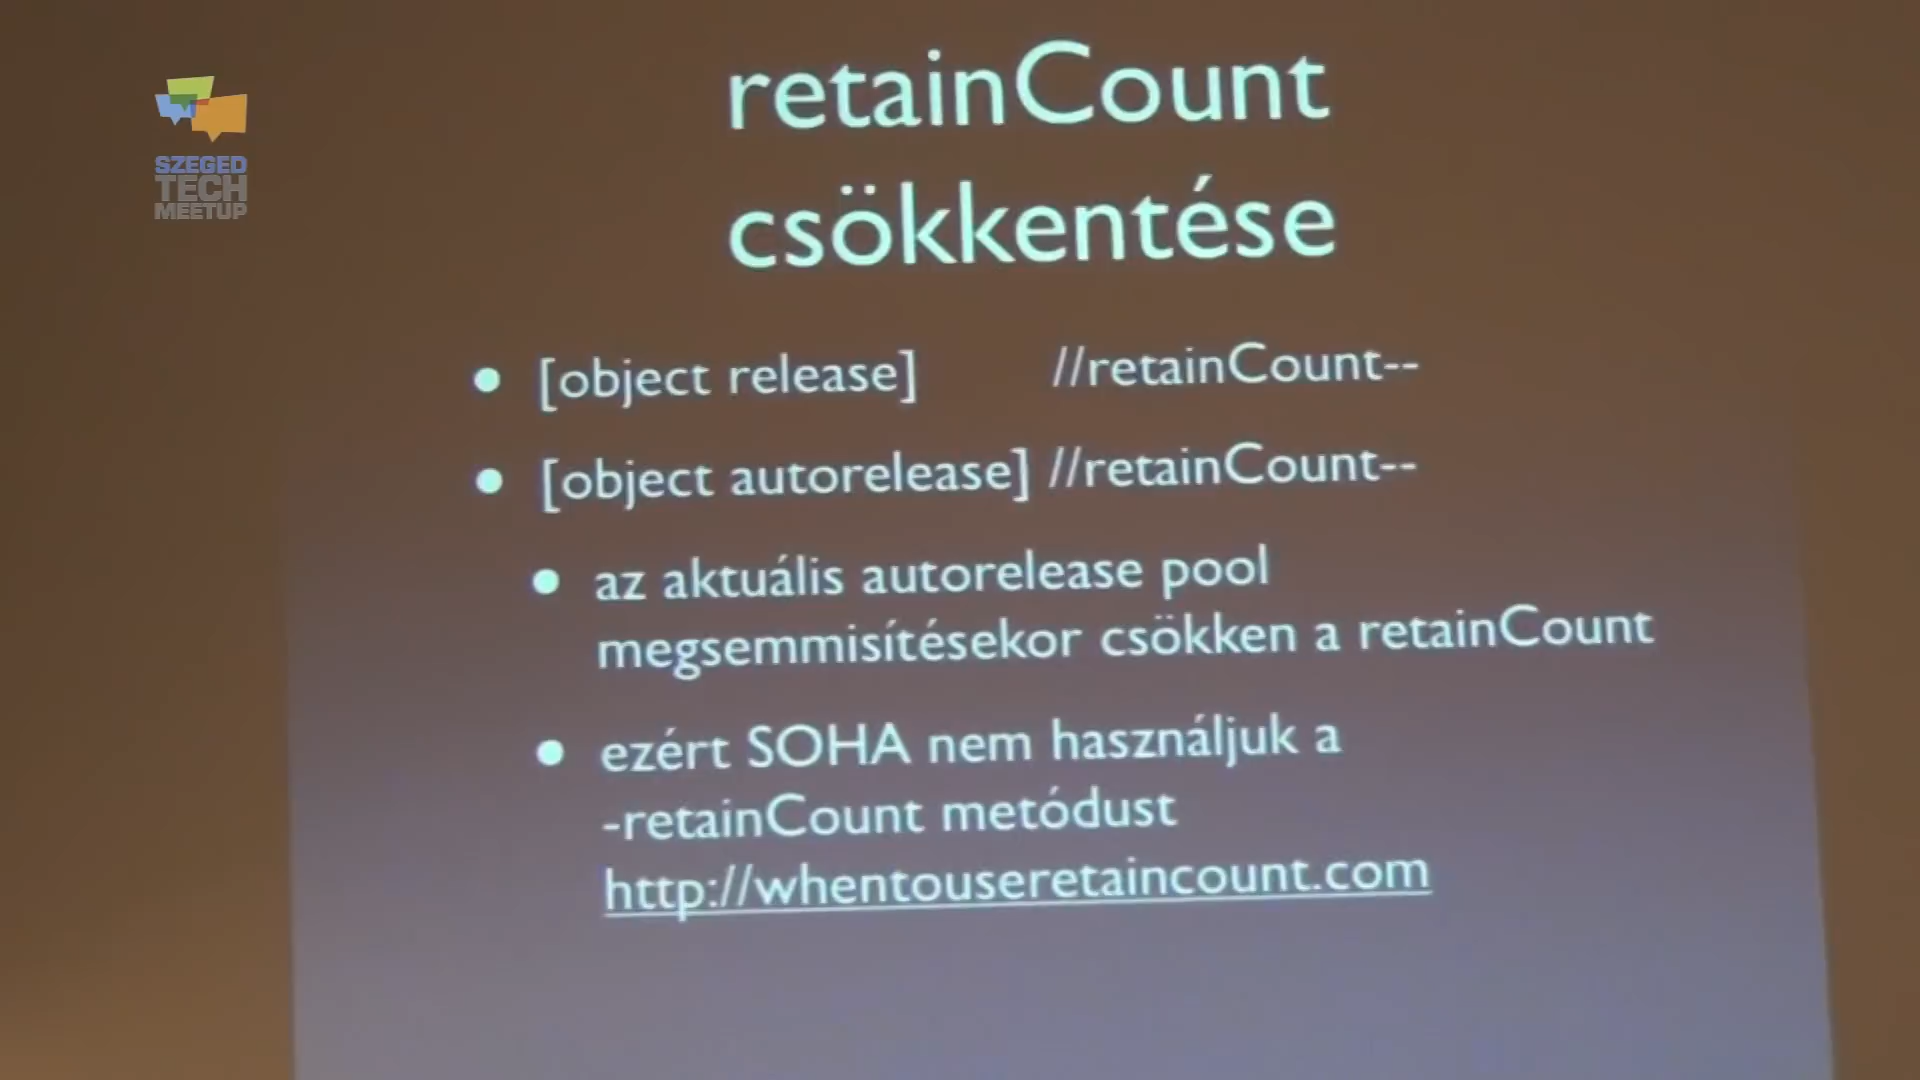 SZEGED
TECH
MEETUP
retainCount
csökkentése
[object release] //retainCount--
[object autorelease] //retainCount--
az aktuális autorelease pool
megsemmisítésekor csökken a retainCount
ezért SOHA nem használjuk a
-retainCount metódust
http://whentouseretaincount.com